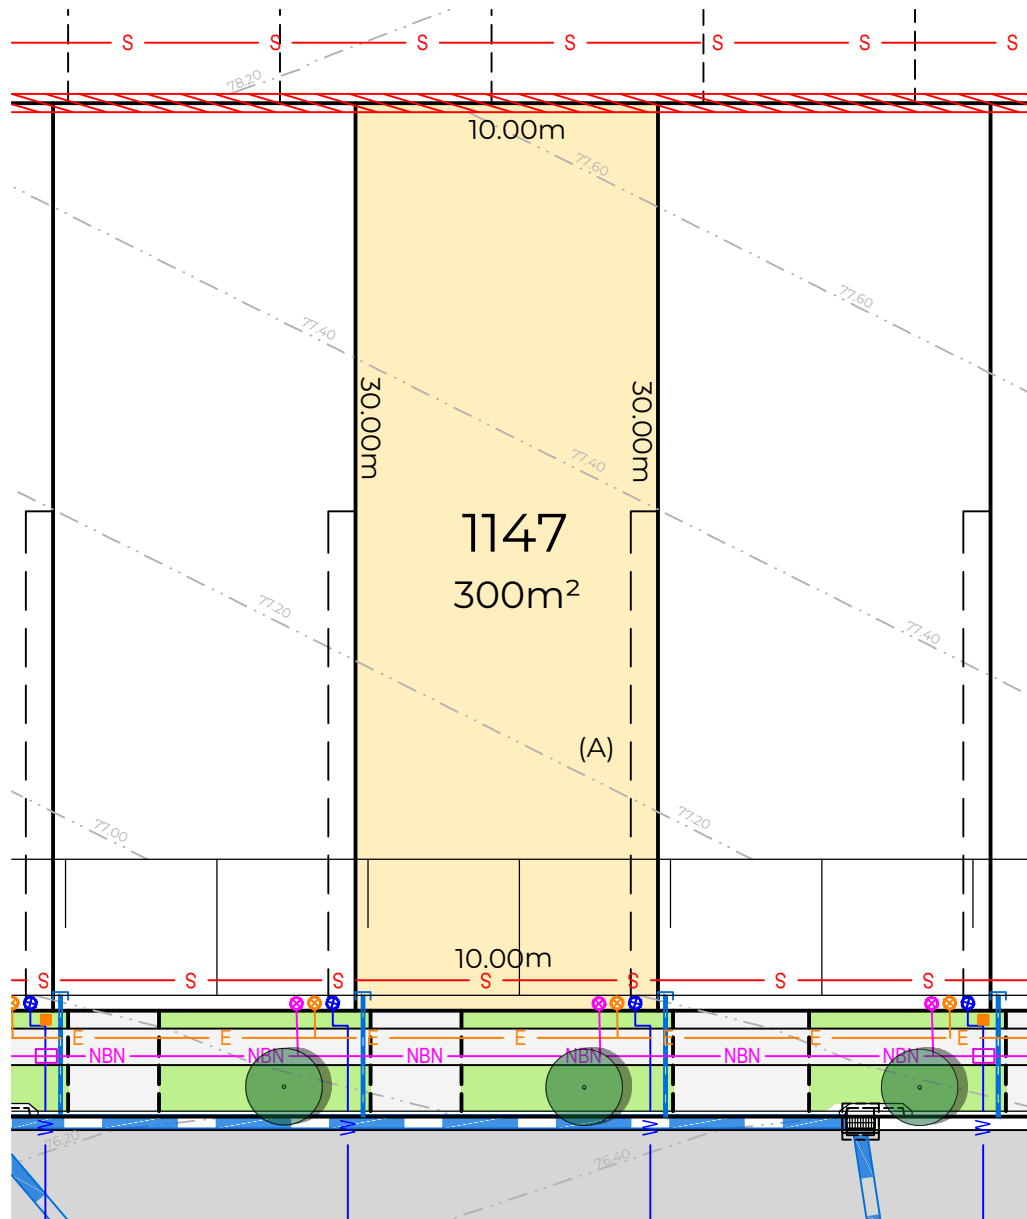 S S S S S S S
78.20
10.00m
77.60
77.60
77.40
30.00m
30.00m
77.40
1147
300m²
77.20
77.40
(A)
77.20
77.00
10.00m
S S S S S S S
E E E E E E E
NBN NBN NBN NBN NBN NBN
W W W W
76.20
76.40